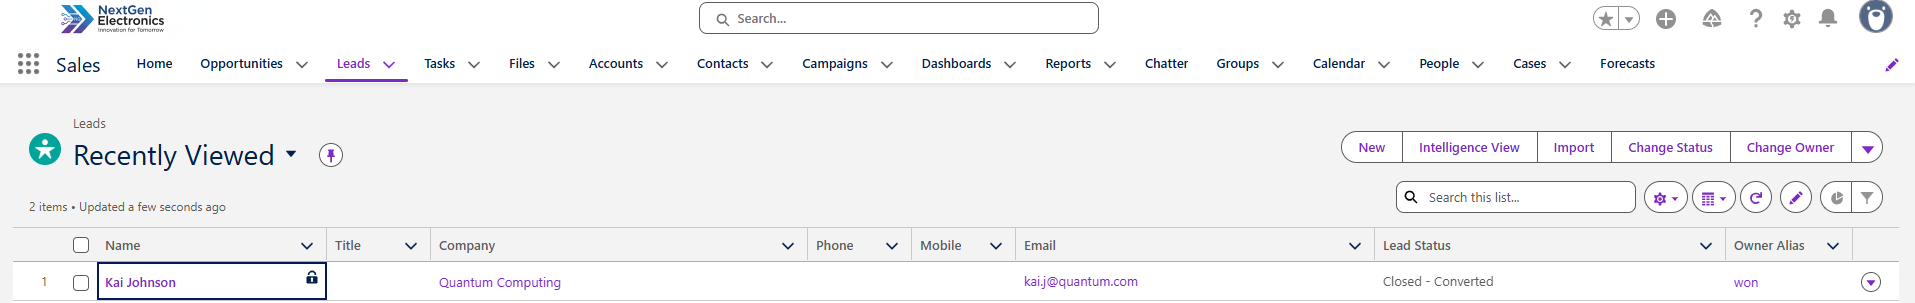 NextGen
Electronics
Innovation for Tomorrow
Search...
Sales Home Opportunities Leads Tasks Files Accounts Contacts Campaigns Dashboards Reports Chatter Groups Calendar People Cases Forecasts
Leads
Recently Viewed
New Intelligence View Import Change Status Change Owner
2 items • Updated a few seconds ago
Search this list...
Name Title Company Phone Mobile Email Lead Status Owner Alias
1 Kai Johnson Quantum Computing kai.j@quantum.com Closed - Converted won